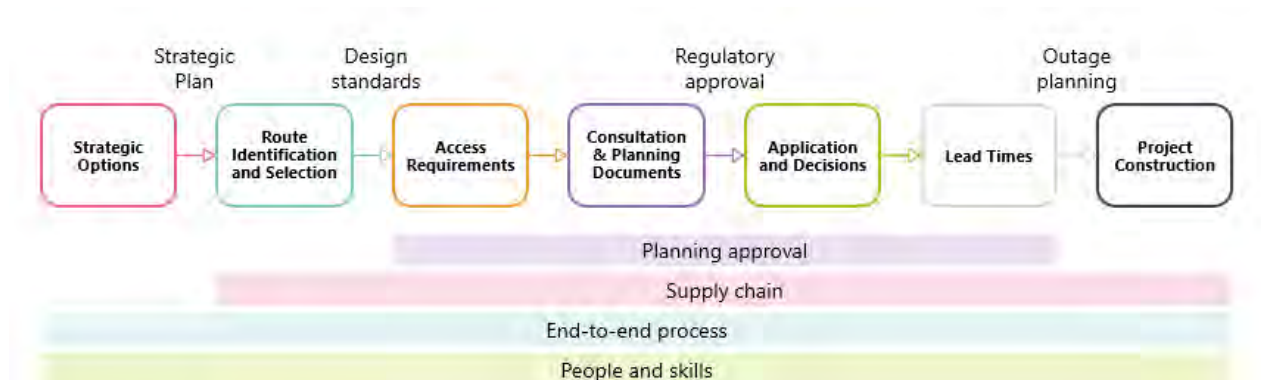 Strategic
Plan
Design
standards
Regulatory
approval
Outage
planning
Strategic
Options
Route
Identification
and Selection
Access
Requirements
Consultation
& Planning
Documents
Application
and Decisions
Lead Times
Project
Construction
Planning approval
Supply chain
End-to-end process
People and skills